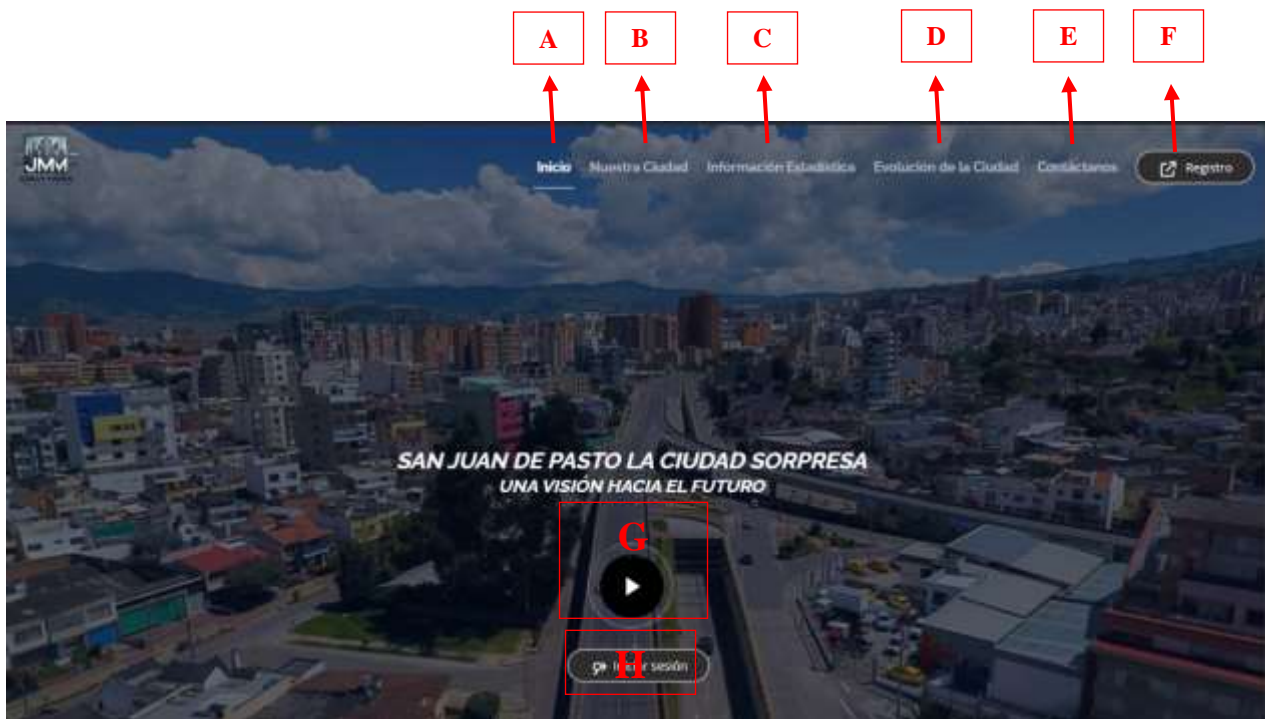 A B C D E F
JMM
Inicio Nuestra Ciudad Información Estadística Evolución de la Ciudad Contáctanos Registro
SAN JUAN DE PASTO LA CIUDAD SORPRESA
UNA VISIÓN HACIA EL FUTURO
G
Iniciar sesión
H